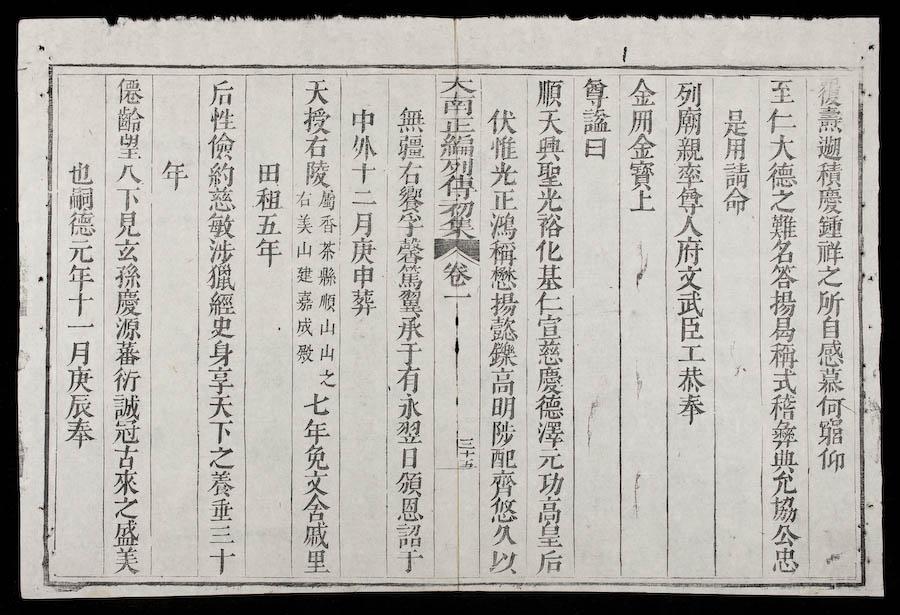 覆燾遡積慶鍾祥之所自感慕何窮仰
至仁大德之難名答揚曷稱式稽彝典允協公忠
是用請命
列廟親率尊人府文武臣工恭奉
金冊金寶上
尊謚曰
順天興聖光裕化基仁宣慈慶德澤元功高皇后
伏惟光正鴻稱懋揚懿鑠高明陟配齊悠久以
大南正編列傳初集 卷一 三十五
無疆右饗孚馨篤翼承于有永翌日頒恩詔于
中外十二月庚申葬
天授右陵 屬香茶縣順山山之右美山建嘉成殿 七年免文舍戚里
田租五年
后性儉約慈敏涉獵經史身享天下之養垂三十
年
僊齡望八下見玄孫慶源蕃衍誠冠古來之盛美
也嗣德元年十一月庚辰奉